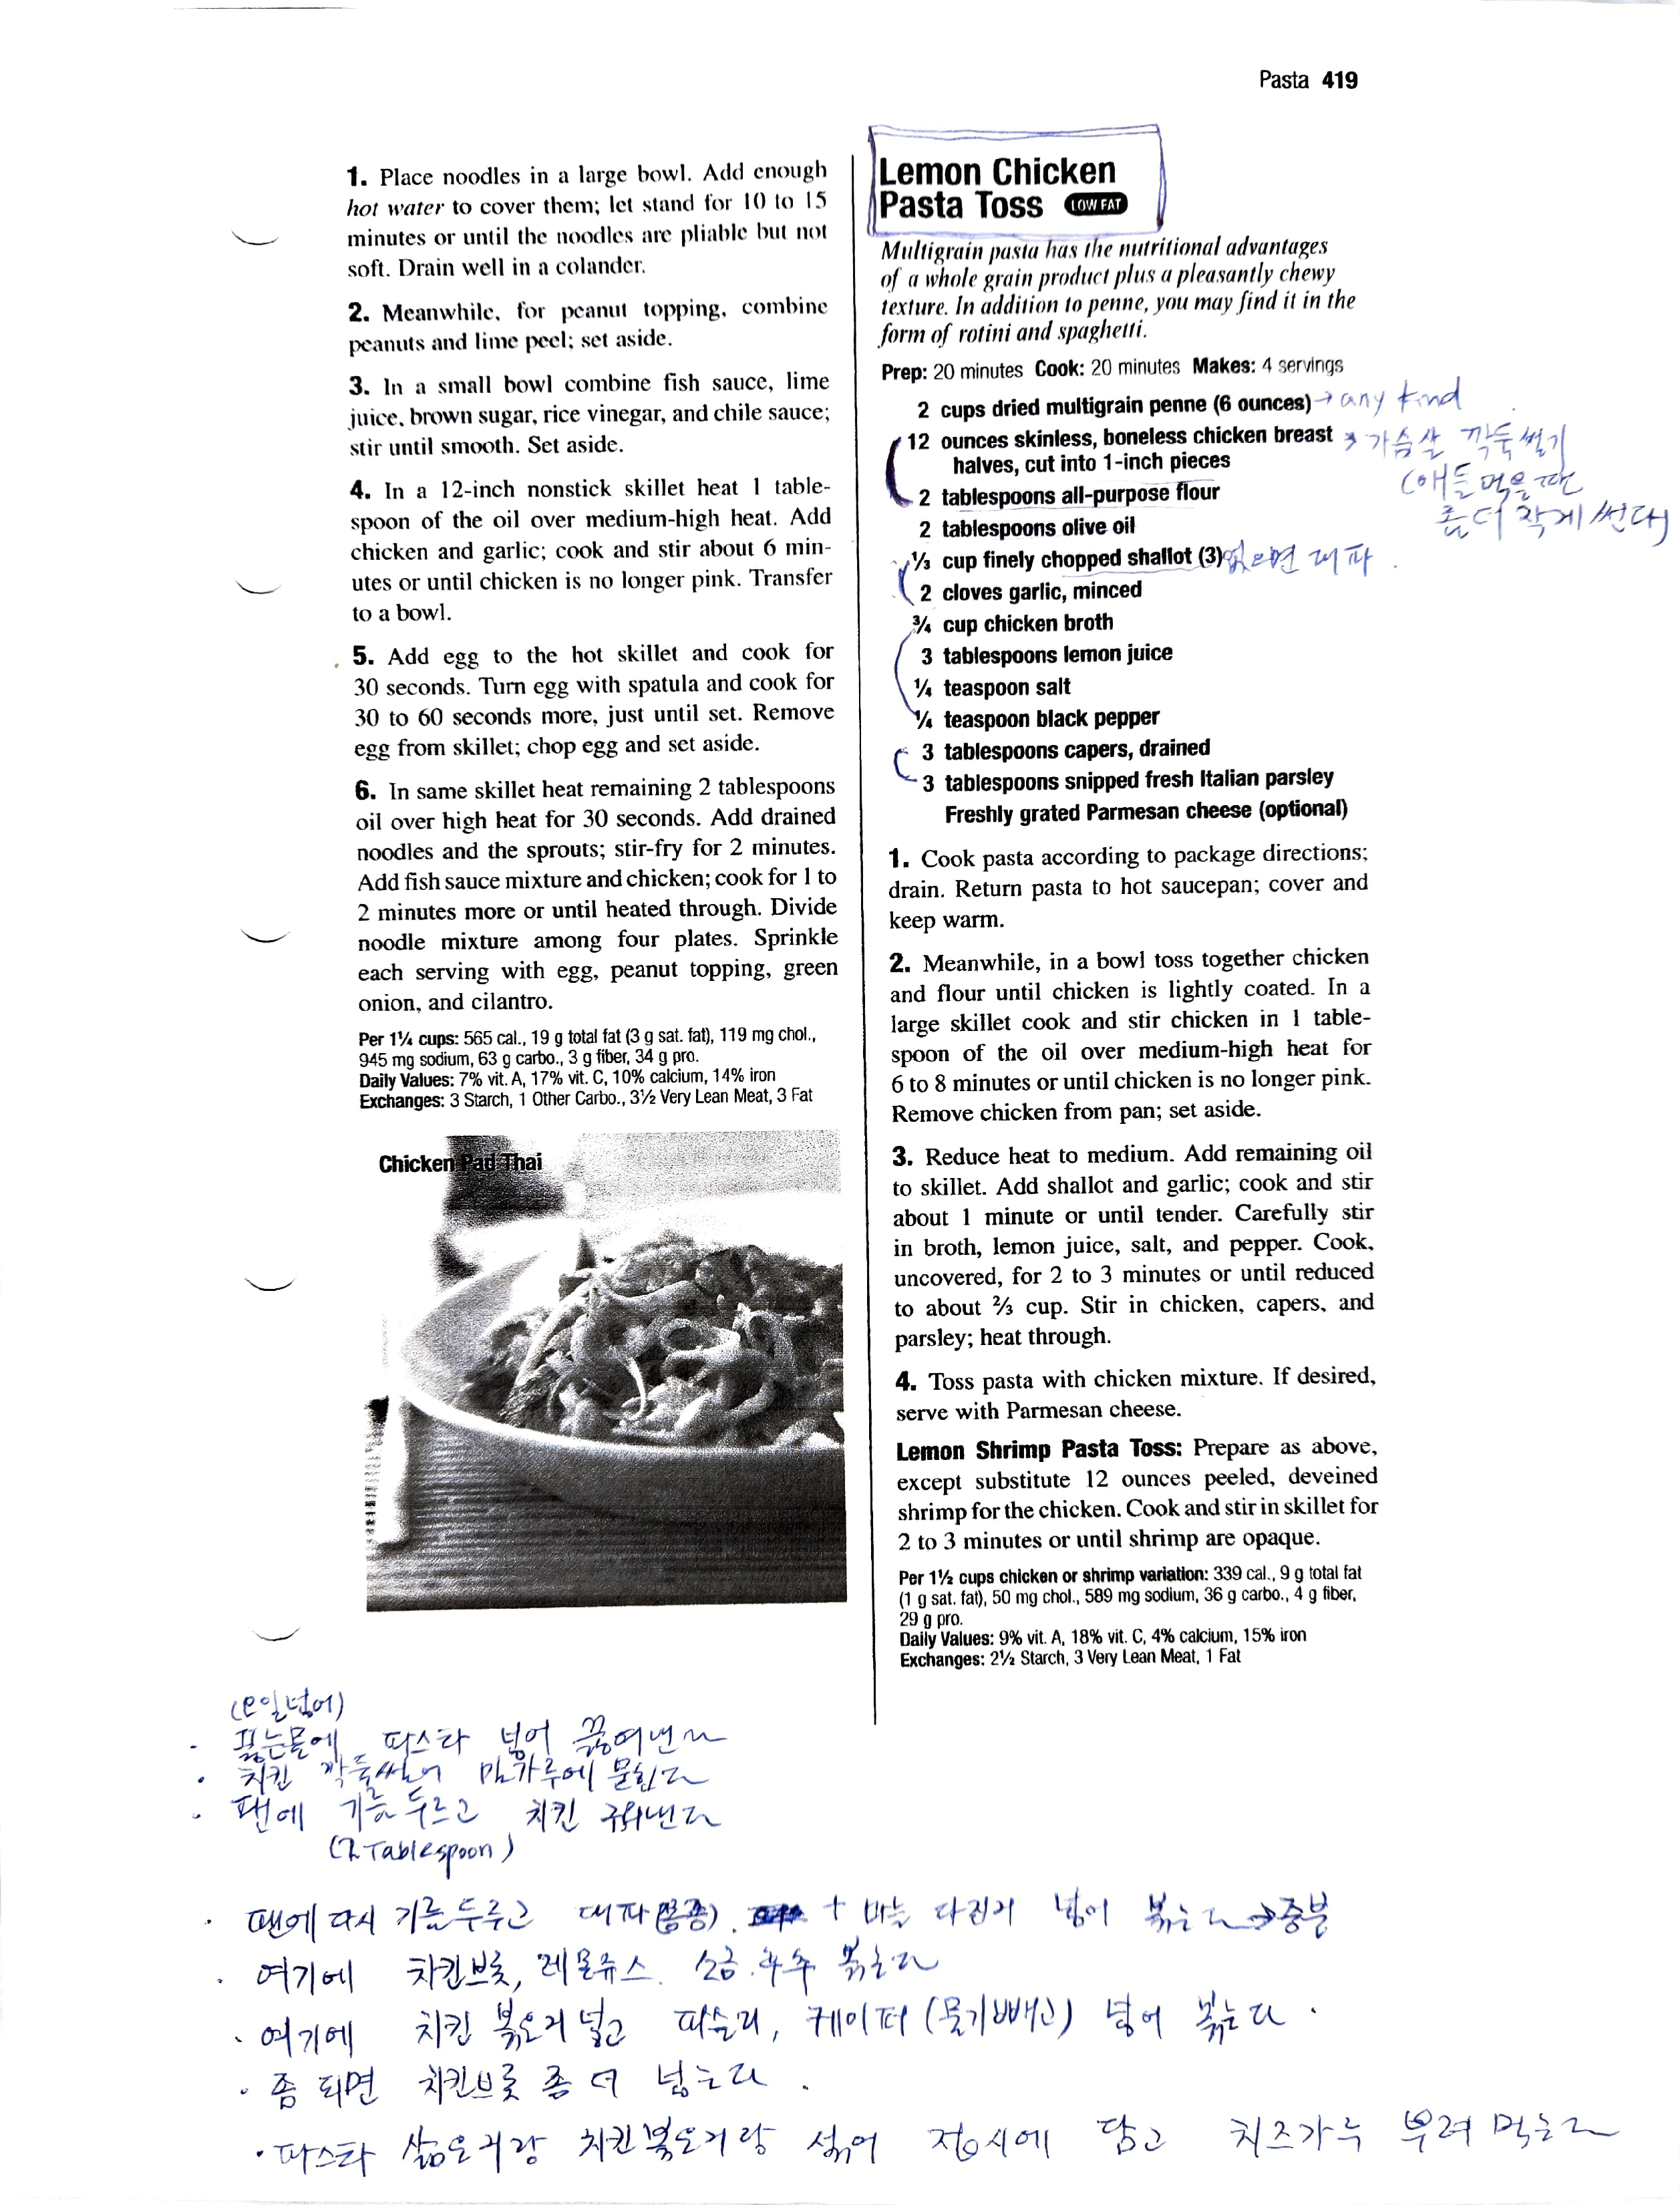 Pasta 419
1. Place noodles in a large bowl. Add enough
hot water to cover them; let stand for 10 to 15
minutes or until the noodles are pliable but not
soft. Drain well in a colander.
2. Meanwhile, for peanut topping, combine
peanuts and lime peel; set aside.
3. In a small bowl combine fish sauce, lime
juice, brown sugar, rice vinegar, and chile sauce;
stir until smooth. Set aside.
4. In a 12-inch nonstick skillet heat 1 table-
spoon of the oil over medium-high heat. Add
chicken and garlic; cook and stir about 6 min-
utes or until chicken is no longer pink. Transfer
to a bowl.
5. Add egg to the hot skillet and cook for
30 seconds. Turn egg with spatula and cook for
30 to 60 seconds more, just until set. Remove
egg from skillet; chop egg and set aside.
6. In same skillet heat remaining 2 tablespoons
oil over high heat for 30 seconds. Add drained
noodles and the sprouts; stir-fry for 2 minutes.
Add fish sauce mixture and chicken; cook for 1 to
2 minutes more or until heated through. Divide
noodle mixture among four plates. Sprinkle
each serving with egg, peanut topping, green
onion, and cilantro.
Per 1¼ cups: 565 cal., 19 g total fat (3 g sat. fat), 119 mg chol.,
945 mg sodium, 63 g carbo., 3 g fiber, 34 g pro.
Daily Values: 7% vit. A, 17% vit. C, 10% calcium, 14% iron
Exchanges: 3 Starch, 1 Other Carbo., 3½ Very Lean Meat, 3 Fat
Chicken Pad Thai
Lemon Chicken
Pasta Toss LOW FAT
Multigrain pasta has the nutritional advantages
of a whole grain product plus a pleasantly chewy
texture. In addition to penne, you may find it in the
form of rotini and spaghetti.
Prep: 20 minutes Cook: 20 minutes Makes: 4 servings
2 cups dried multigrain penne (6 ounces) → any kind
12 ounces skinless, boneless chicken breast → 가슴살 깍둑썰기
halves, cut into 1-inch pieces
(애들먹을땐
2 tablespoons all-purpose flour
좀더 작게 썬다)
2 tablespoons olive oil
⅓ cup finely chopped shallot (3) 없으면 대파.
2 cloves garlic, minced
¾ cup chicken broth
3 tablespoons lemon juice
¼ teaspoon salt
¼ teaspoon black pepper
3 tablespoons capers, drained
3 tablespoons snipped fresh Italian parsley
Freshly grated Parmesan cheese (optional)
1. Cook pasta according to package directions;
drain. Return pasta to hot saucepan; cover and
keep warm.
2. Meanwhile, in a bowl toss together chicken
and flour until chicken is lightly coated. In a
large skillet cook and stir chicken in 1 table-
spoon of the oil over medium-high heat for
6 to 8 minutes or until chicken is no longer pink.
Remove chicken from pan; set aside.
3. Reduce heat to medium. Add remaining oil
to skillet. Add shallot and garlic; cook and stir
about 1 minute or until tender. Carefully stir
in broth, lemon juice, salt, and pepper. Cook,
uncovered, for 2 to 3 minutes or until reduced
to about ⅔ cup. Stir in chicken, capers, and
parsley; heat through.
4. Toss pasta with chicken mixture. If desired,
serve with Parmesan cheese.
Lemon Shrimp Pasta Toss: Prepare as above,
except substitute 12 ounces peeled, deveined
shrimp for the chicken. Cook and stir in skillet for
2 to 3 minutes or until shrimp are opaque.
Per 1½ cups chicken or shrimp variation: 339 cal., 9 g total fat
(1 g sat. fat), 50 mg chol., 589 mg sodium, 36 g carbo., 4 g fiber,
29 g pro.
Daily Values: 9% vit. A, 18% vit. C, 4% calcium, 15% iron
Exchanges: 2½ Starch, 3 Very Lean Meat, 1 Fat
(오일넣어)
· 끓는물에 파스타 넣어 끓여낸다
· 치킨 깍둑썰어 밀가루에 묻힌다
· 팬에 기름두르고 치킨 구워낸다
(2 Tablespoon)
· 팬에 다시 기름두루고 대파 + 마늘 다진거 넣어 볶는다 → 중불
· 여기에 치킨브롯, 레몬쥬스. 소금.후추 볶는다
· 여기에 치킨 볶은거 넣고 파슬리, 케이퍼 (물기빼고) 넣어 볶는다.
· 좀 되면 치킨브롯 좀 더 넣는다.
· 파스타 삶은거랑 치킨볶은거랑 섞어 접시에 담고 치즈가루 뿌려 먹는다